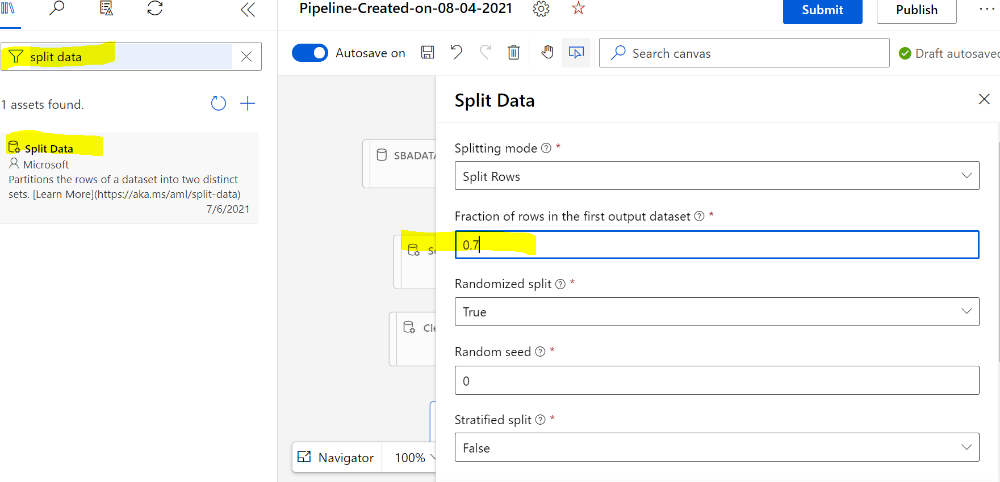 Pipeline-Created-on-08-04-2021
Submit
Publish
split data
Autosave on
Search canvas
Draft autosaved
1 assets found.
Split Data
Microsoft
Partitions the rows of a dataset into two distinct
sets. [Learn More](https://aka.ms/aml/split-data)
7/6/2021
SBADATA
Cle
Navigator
100%
Split Data
Splitting mode *
Split Rows
Fraction of rows in the first output dataset *
0.7
Randomized split *
True
Random seed *
0
Stratified split *
False